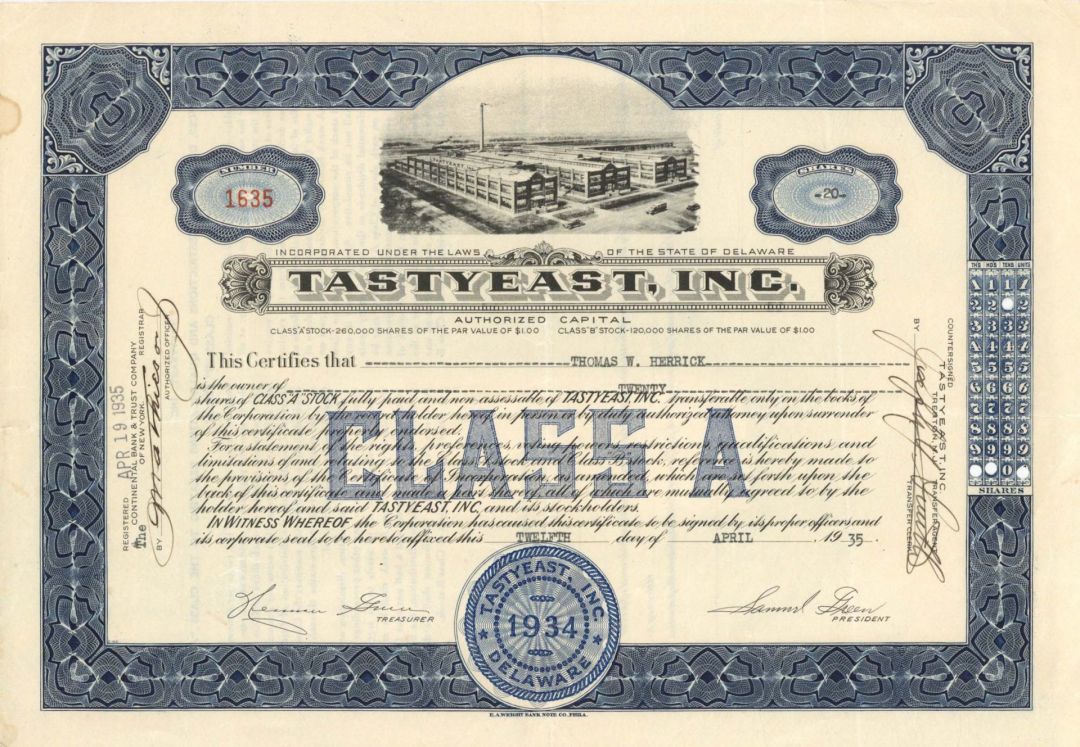 NUMBER
1635
SHARES
-20-
INCORPORATED UNDER THE LAWS OF THE STATE OF DELAWARE
TASTYEAST, INC.
AUTHORIZED CAPITAL
CLASS "A" STOCK-260,000 SHARES OF THE PAR VALUE OF $1.00 CLASS "B" STOCK-120,000 SHARES OF THE PAR VALUE OF $1.00
This Certifies that THOMAS W. HERRICK
is the owner of TWENTY
shares of CLASS "A" STOCK fully paid and non assessable of TASTYEAST, INC. transferable only on the books of
the Corporation by the record holder hereof in person or by duly authorized attorney upon surrender
of this certificate properly endorsed.
For a statement of the rights, preferences, voting powers, restrictions, qualifications and
limitations of and relating to the Class "A" stock and Class "B" stock, reference is hereby made to
the provisions of the certificate of Incorporation as amended, which are set forth upon the
back of this certificate and made a part thereof all of which are mutually agreed to by the
holder hereof and said TASTYEAST, INC, and its stockholders.
IN WITNESS WHEREOF the Corporation has caused this certificate to be signed by its proper officers and
its corporate seal to be hereto affixed this TWELFTH day of APRIL 1935.
CLASS A
Herman Green
TREASURER
Samuel Green
PRESIDENT
TASTYEAST, INC.
1934
DELAWARE
REGISTERED APR 19 1935
The CONTINENTAL BANK & TRUST COMPANY
OF NEW YORK REGISTRAR
BY
AUTHORIZED OFFICER
COUNTERSIGNED
TASTYEAST, INC.
TRENTON, N.J. TRANSFER AGENT
BY
TRANSFER CLERK
THS HDS TENS UNITS
1 1 1 1
2 2 2
3 3 3 3
4 4 4 4
5 5 5 5
6 6 6 6
7 7 7 7
8 8 8 8
9 9 9 9
0 0
SHARES
E.A.WRIGHT BANK NOTE CO. PHILA.